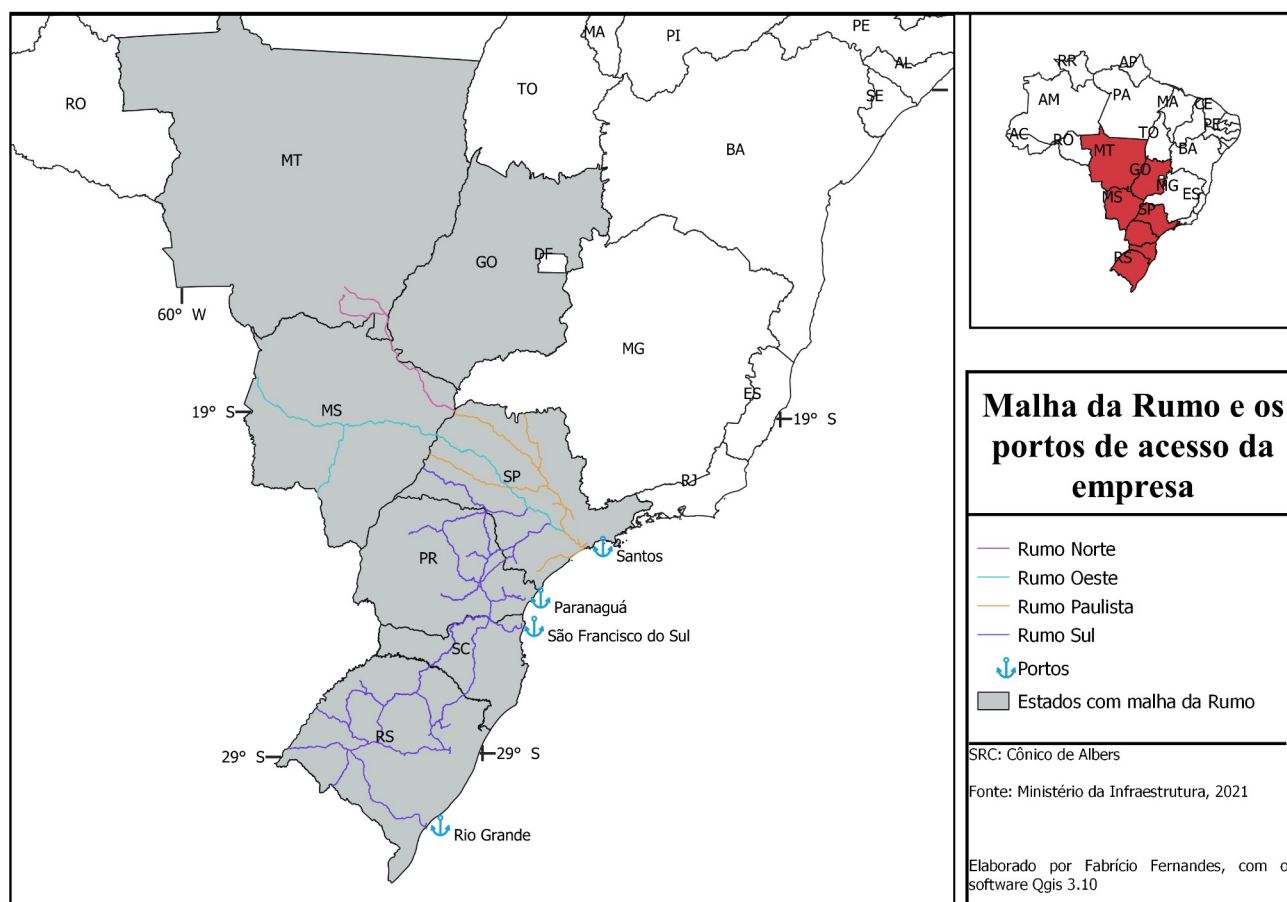 MA
PI
PE
AL
SE
RO
TO
BA
MT
GO
DF
60° W
MG
ES
19° S
MS
19° S
SP
RJ
Santos
PR
Paranaguá
São Francisco do Sul
SC
RS
29° S
29° S
Rio Grande
RR
AP
AM
PA
MA
CE
AC
RO
TO
PE
MT
BA
GO
MS
MG
ES
SP
RS
Malha da Rumo e os
portos de acesso da
empresa
Rumo Norte
Rumo Oeste
Rumo Paulista
Rumo Sul
Portos
Estados com malha da Rumo
SRC: Cônico de Albers
Fonte: Ministério da Infraestrutura, 2021
Elaborado por Fabrício Fernandes, com o
software Qgis 3.10